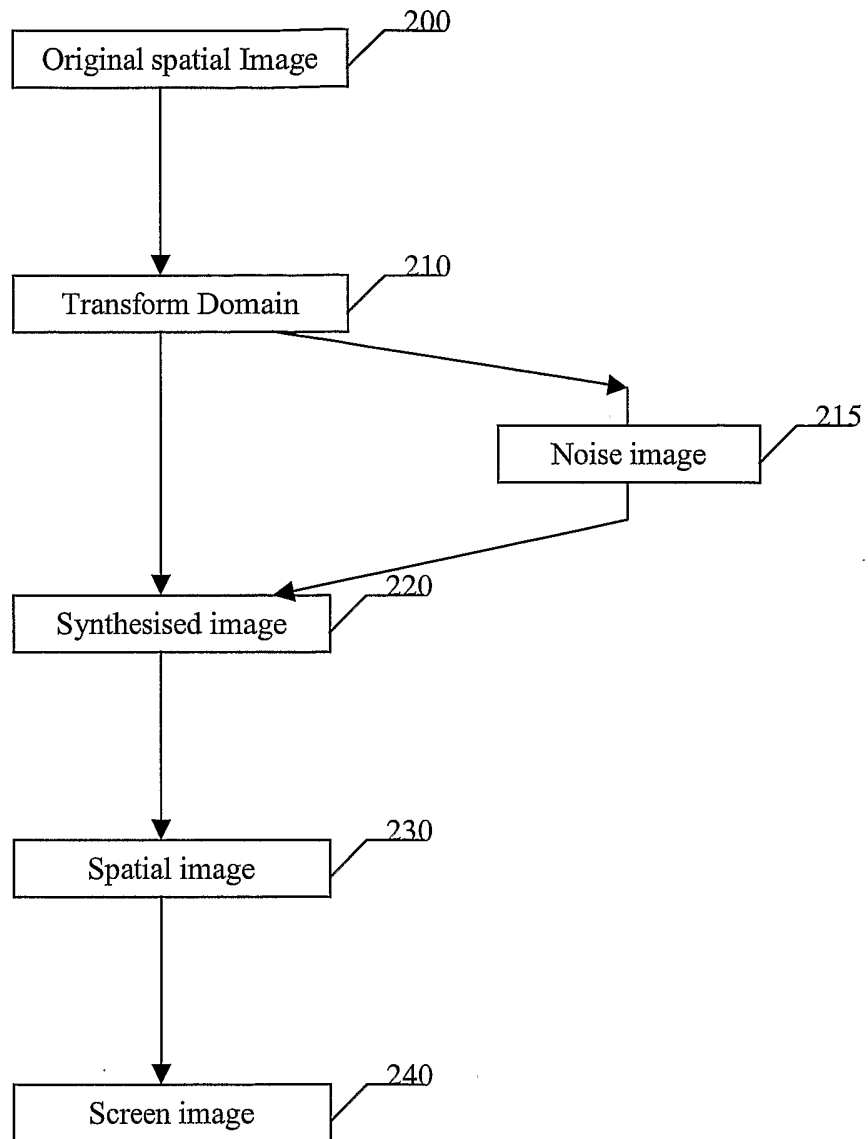 200
Original spatial Image
210
Transform Domain
215
Noise image
220
Synthesised image
230
Spatial image
240
Screen image